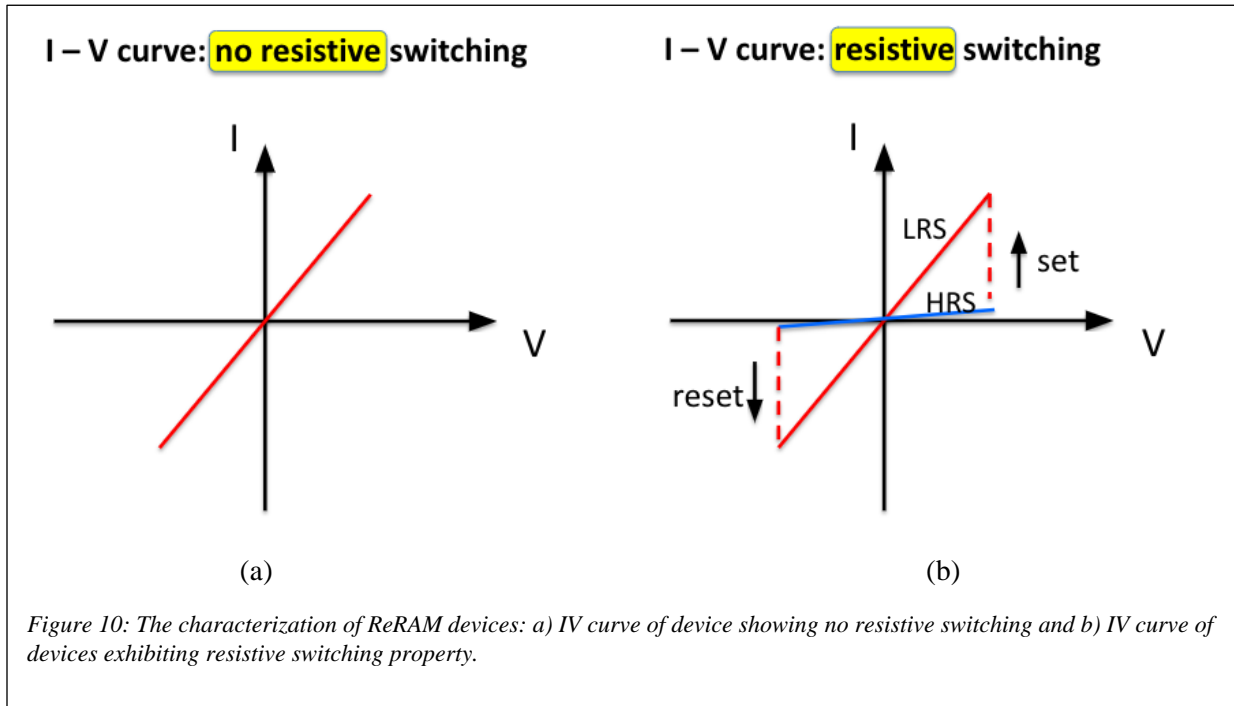 I – V curve: no resistive switching
I – V curve: resistive switching
I
V
(a)
I
LRS
HRS
set
reset
V
(b)
Figure 10: The characterization of ReRAM devices: a) IV curve of device showing no resistive switching and b) IV curve of
devices exhibiting resistive switching property.